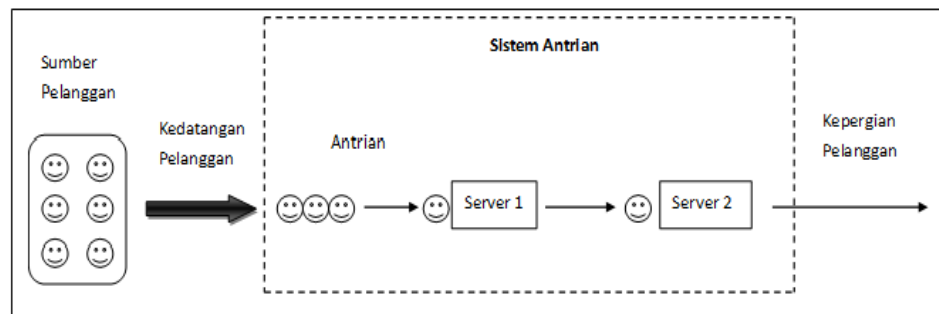 Sistem Antrian
Sumber
Pelanggan
Kedatangan
Pelanggan
Antrian
Server 1
Server 2
Kepergian
Pelanggan